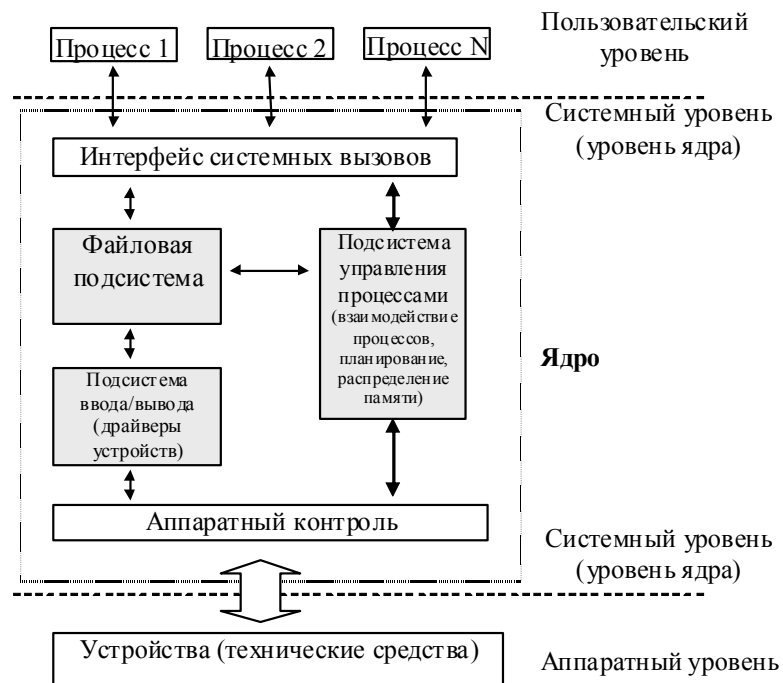 Процесс 1
Процесс 2
Процесс N
Пользовательский
уровень
Системный уровень
(уровень ядра)
Интерфейс системных вызовов
Файловая
подсистема
Подсистема
управления
процессами
(взаимодействие
процессов,
планирование,
распределение
памяти)
Ядро
Подсистема
ввода/вывода
(драйверы
устройств)
Аппаратный контроль
Системный уровень
(уровень ядра)
Устройства (технические средства)
Аппаратный уровень